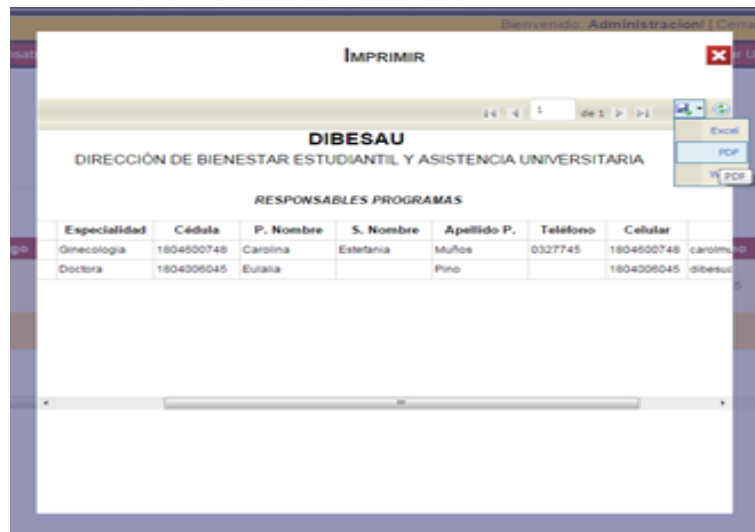 Bienvenido: Administracion! [ Cerra
IMPRIMIR
1 de 1
Excel
PDF
PDF
DIBESAU
DIRECCIÓN DE BIENESTAR ESTUDIANTIL Y ASISTENCIA UNIVERSITARIA
RESPONSABLES PROGRAMAS
Especialidad Cédula P. Nombre S. Nombre Apellido P. Teléfono Celular
Ginecologia 1804600748 Carolina Estefania Muños 0327745 1804600748 carolmuo
Doctora 1804006045 Eulalia Pino 1804006045